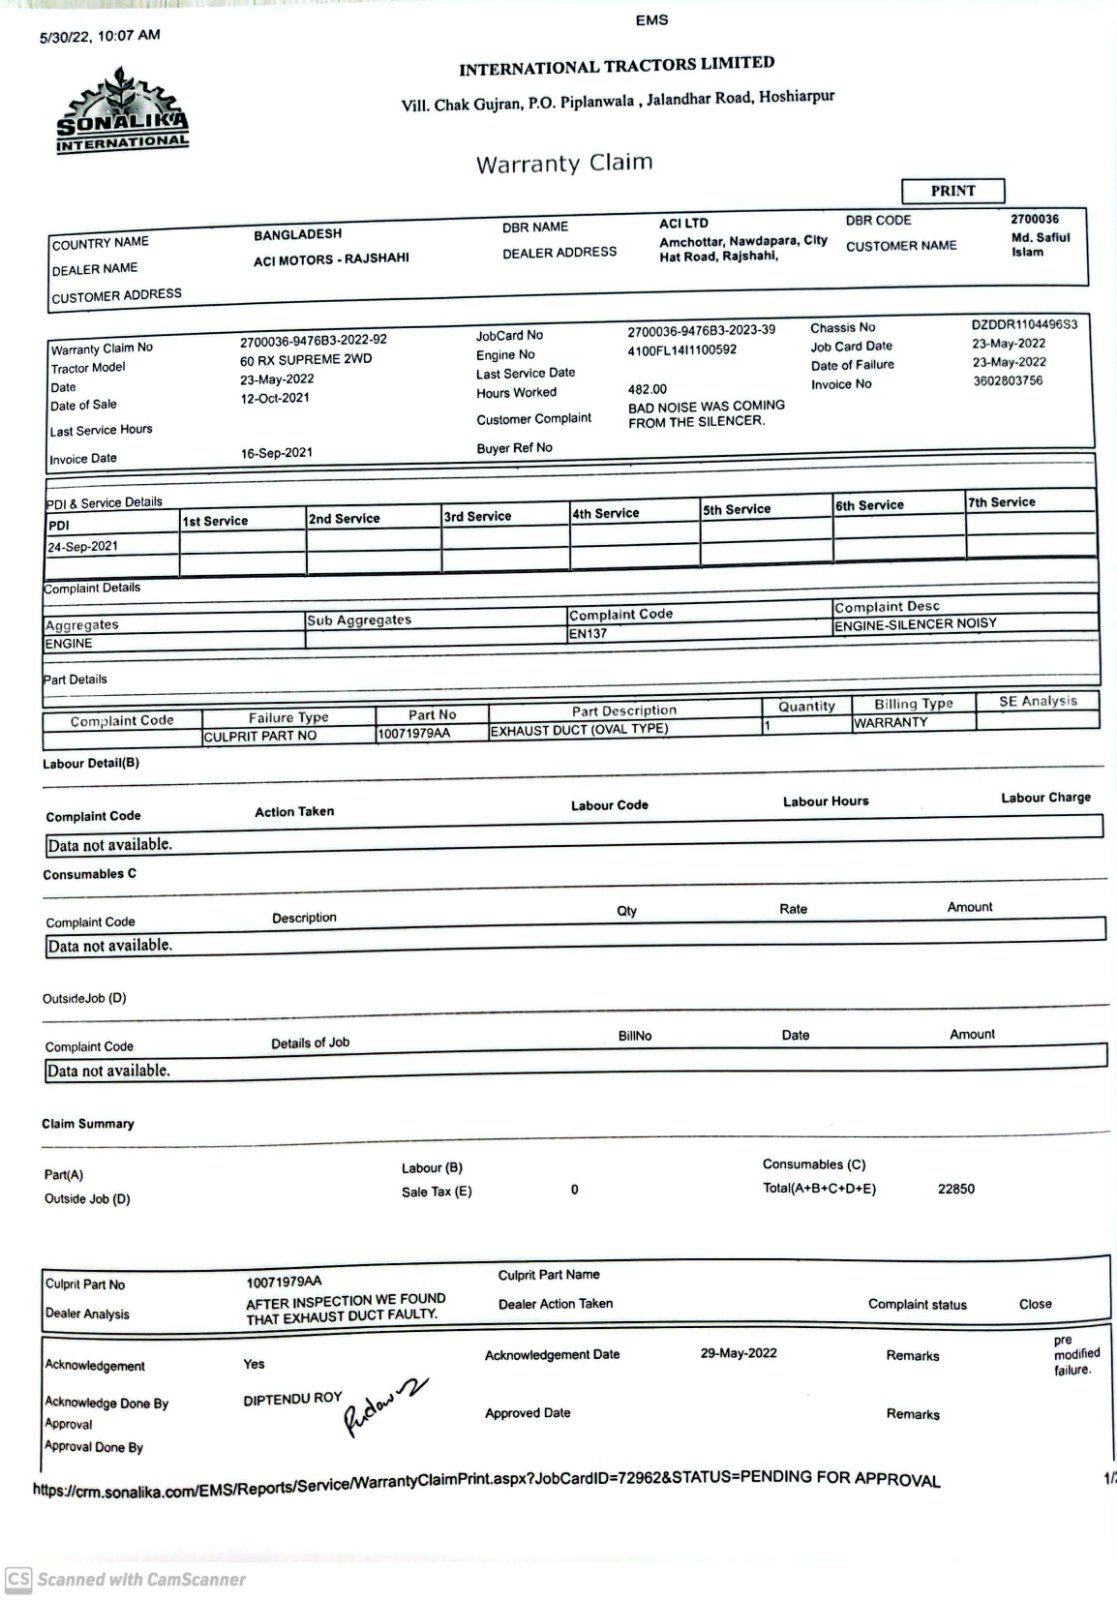 5/30/22, 10:07 AM
EMS
SONALIKA
INTERNATIONAL
INTERNATIONAL TRACTORS LIMITED
Vill. Chak Gujran, P.O. Piplanwala , Jalandhar Road, Hoshiarpur
Warranty Claim
PRINT
COUNTRY NAME BANGLADESH DBR NAME ACI LTD DBR CODE 2700036
DEALER NAME ACI MOTORS - RAJSHAHI DEALER ADDRESS Amchottar, Nawdapara, City Hat Road, Rajshahi, CUSTOMER NAME Md. Safiul Islam
CUSTOMER ADDRESS
Warranty Claim No 2700036-9476B3-2022-92 JobCard No 2700036-9476B3-2023-39 Chassis No DZDDR1104496S3
Tractor Model 60 RX SUPREME 2WD Engine No 4100FL14I1100592 Job Card Date 23-May-2022
Date 23-May-2022 Last Service Date Date of Failure 23-May-2022
Date of Sale 12-Oct-2021 Hours Worked 482.00 Invoice No 3602803756
Last Service Hours Customer Complaint BAD NOISE WAS COMING FROM THE SILENCER.
Invoice Date 16-Sep-2021 Buyer Ref No
PDI & Service Details
PDI 1st Service 2nd Service 3rd Service 4th Service 5th Service 6th Service 7th Service
24-Sep-2021
Complaint Details
Aggregates Sub Aggregates Complaint Code Complaint Desc
ENGINE EN137 ENGINE-SILENCER NOISY
Part Details
Complaint Code Failure Type Part No Part Description Quantity Billing Type SE Analysis
CULPRIT PART NO 10071979AA EXHAUST DUCT (OVAL TYPE) 1 WARRANTY
Labour Detail(B)
Complaint Code Action Taken Labour Code Labour Hours Labour Charge
Data not available.
Consumables C
Complaint Code Description Qty Rate Amount
Data not available.
OutsideJob (D)
Complaint Code Details of Job BillNo Date Amount
Data not available.
Claim Summary
Part(A) Labour (B) Consumables (C)
Outside Job (D) Sale Tax (E) 0 Total(A+B+C+D+E) 22850
Culprit Part No 10071979AA Culprit Part Name
Dealer Analysis AFTER INSPECTION WE FOUND THAT EXHAUST DUCT FAULTY. Dealer Action Taken Complaint status Close
Acknowledgement Yes Acknowledgement Date 29-May-2022 Remarks pre modified failure.
Acknowledge Done By DIPTENDU ROY
Approval Approved Date Remarks
Approval Done By
https://crm.sonalika.com/EMS/Reports/Service/WarrantyClaimPrint.aspx?JobCardID=72962&STATUS=PENDING FOR APPROVAL
CS Scanned with CamScanner